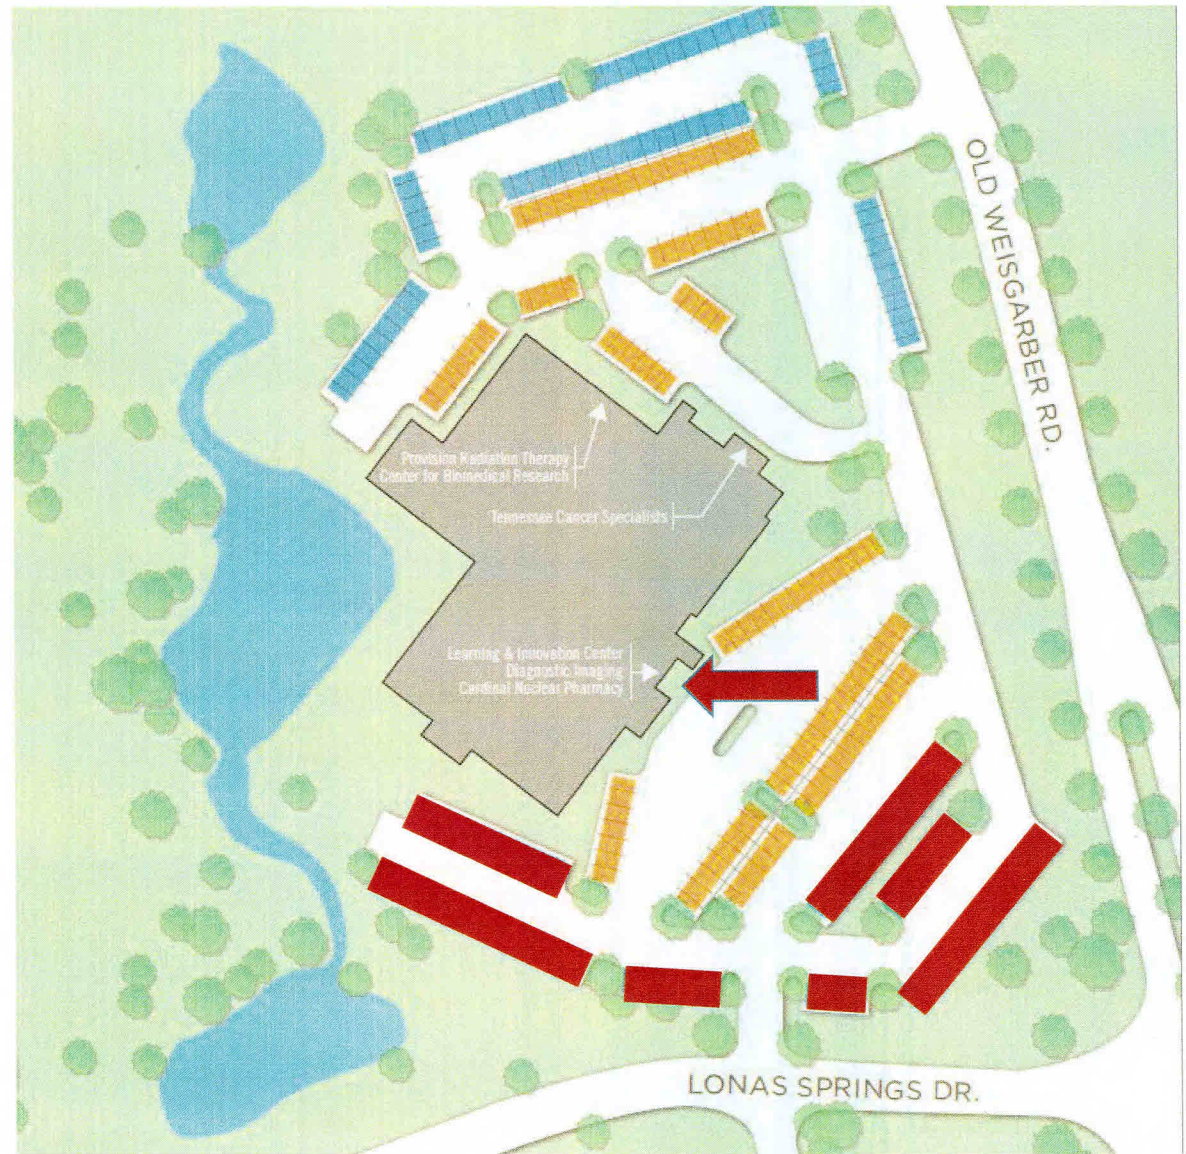 OLD WEISGARBER RD.
Provision Radiation Therapy
Center for Biomedical Research
Tennessee Cancer Specialists
Learning & Innovation Center
Diagnostic Imaging
Cardinal Nuclear Pharmacy
LONAS SPRINGS DR.